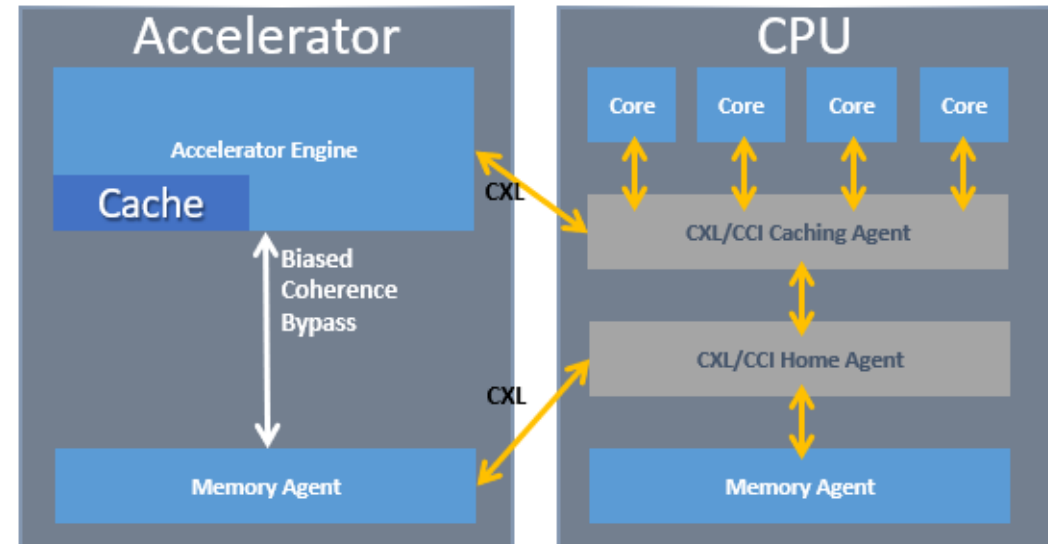 Accelerator
Accelerator Engine
Cache
Biased
Coherence
Bypass
Memory Agent
CXL
CXL
CPU
Core
Core
Core
Core
CXL/CCI Caching Agent
CXL/CCI Home Agent
Memory Agent